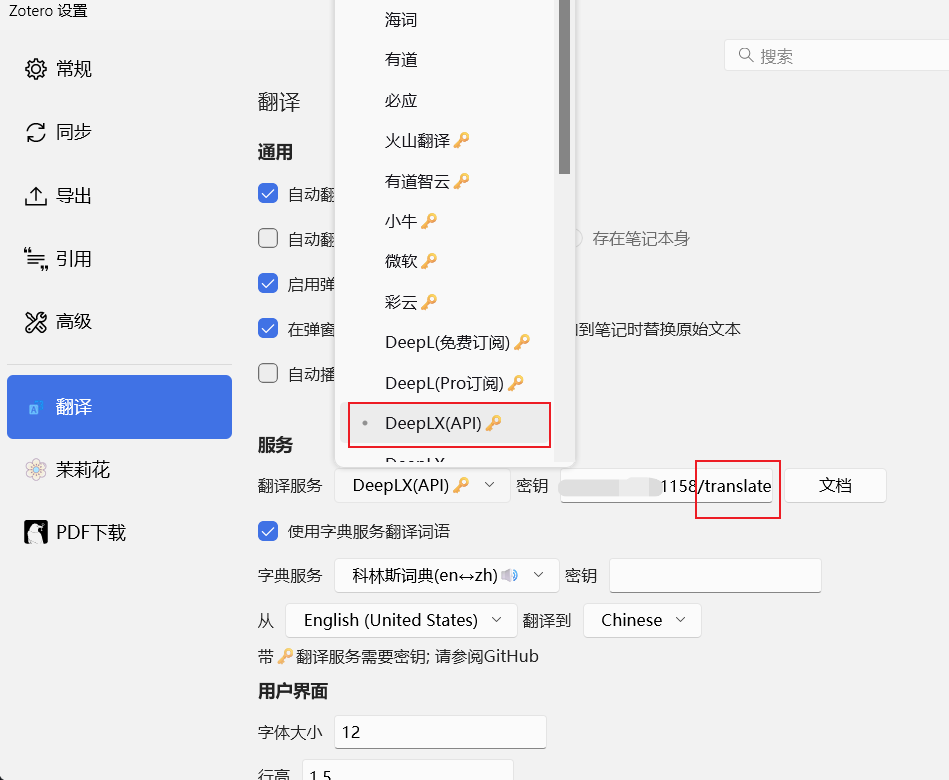 Zotero 设置
常规
同步
导出
引用
高级
翻译
茉莉花
PDF下载
搜索
翻译
通用
自动翻
自动翻
存在笔记本身
启用弹
在弹窗
到笔记时替换原始文本
自动播
海词
有道
必应
火山翻译🔑
有道智云🔑
小牛🔑
微软🔑
彩云🔑
DeepL(免费订阅)🔑
DeepL(Pro订阅)🔑
DeepLX(API)🔑
服务
翻译服务 DeepLX(API)🔑 密钥 1158/translate 文档
使用字典服务翻译词语
字典服务 科林斯词典(en↔zh)🔊 密钥
从 English (United States) 翻译到 Chinese
带🔑翻译服务需要密钥; 请参阅GitHub
用户界面
字体大小 12
行高 1.5